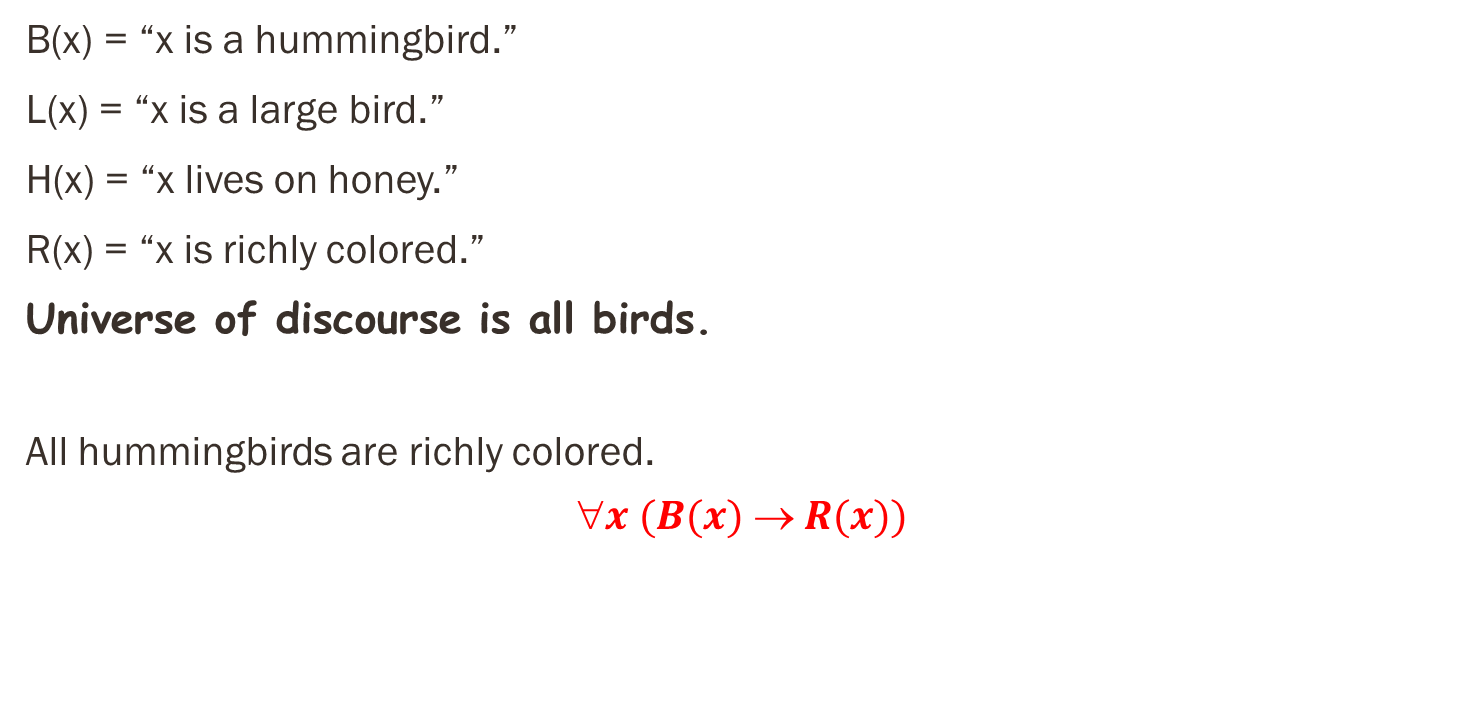 B(x) = “x is a hummingbird.”
L(x) = “x is a large bird.”
H(x) = “x lives on honey.”
R(x) = “x is richly colored.”
Universe of discourse is all birds.
All hummingbirds are richly colored.
∀x (B(x) → R(x))